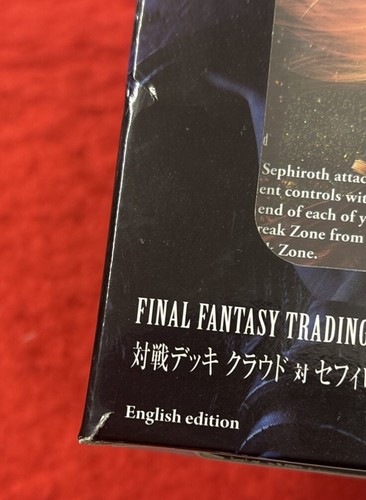 d
Sephiroth attac
ent controls wit
end of each of y
reak Zone from
k Zone.
FINAL FANTASY TRADING
対戦デッキ クラウド 対 セフィ
English edition